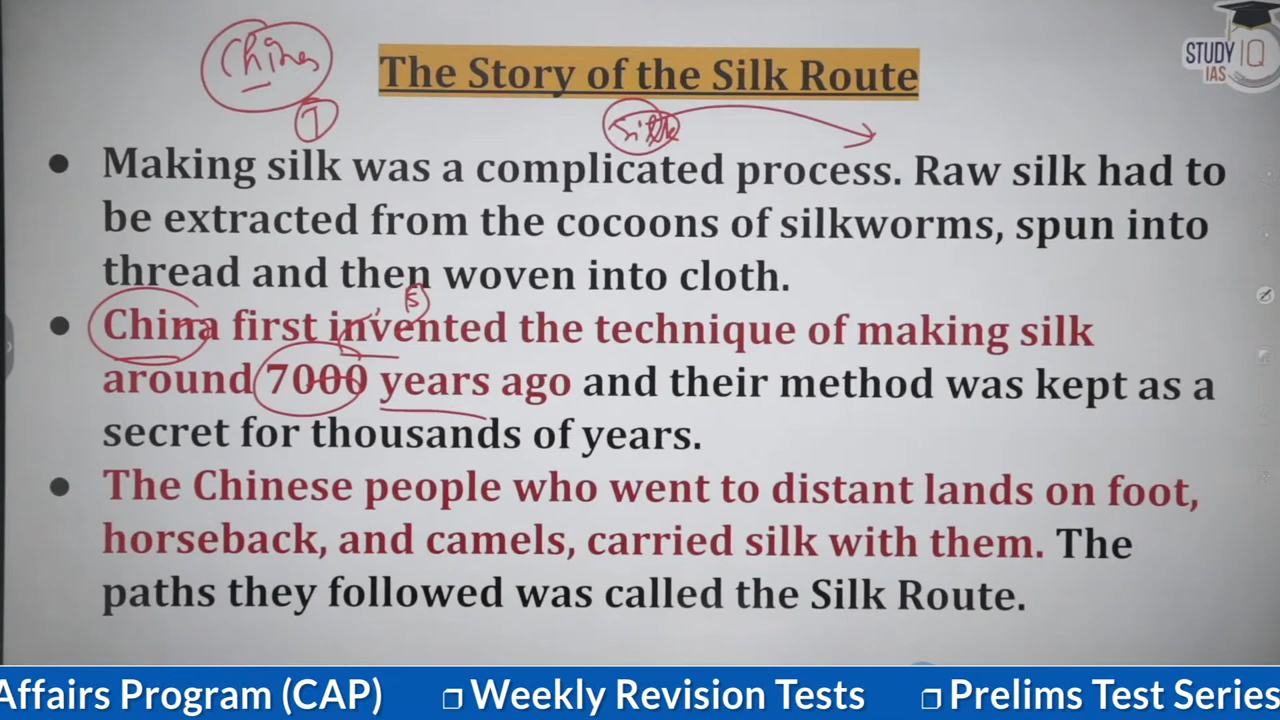 China
The Story of the Silk Route
STUDY IQ
IAS
Silk
• Making silk was a complicated process. Raw silk had to
be extracted from the cocoons of silkworms, spun into
thread and then woven into cloth.
• China first invented the technique of making silk
around 7000 years ago and their method was kept as a
secret for thousands of years.
• The Chinese people who went to distant lands on foot,
horseback, and camels, carried silk with them. The
paths they followed was called the Silk Route.
Affairs Program (CAP) ❐ Weekly Revision Tests ❐ Prelims Test Series